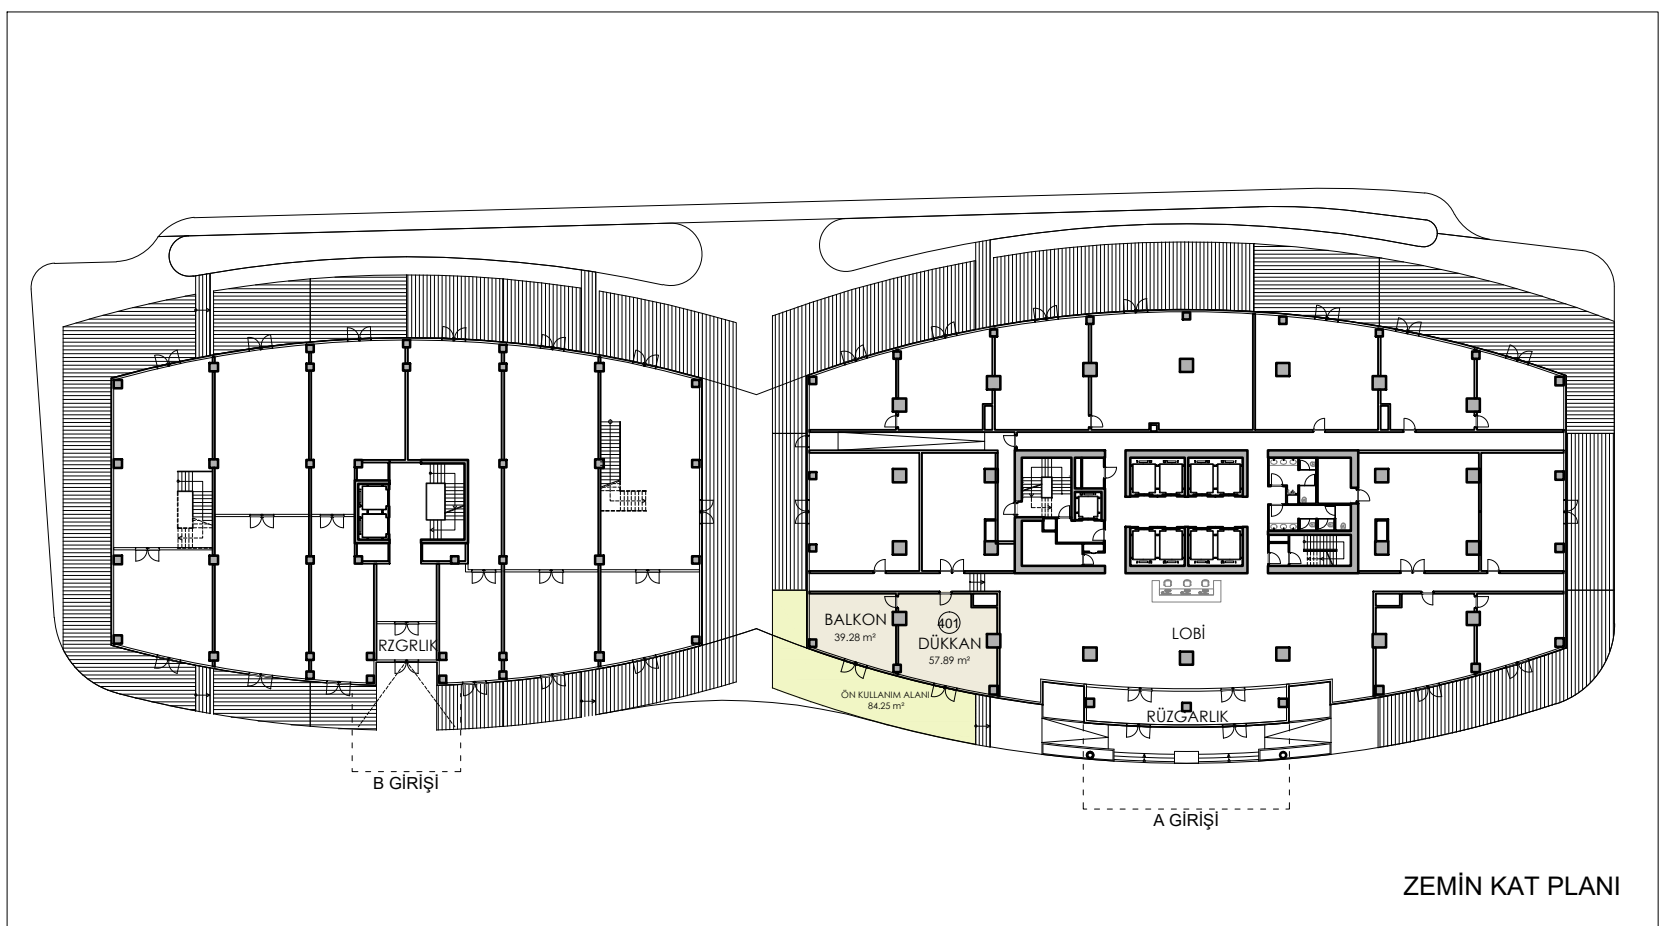 BALKON
39.28 m²
401
DÜKKAN
57.89 m²
LOBİ
RZGRLIK
ÖN KULLANIM ALANI
84.25 m²
RÜZGARLIK
B GİRİŞİ
A GİRİŞİ
ZEMİN KAT PLANI